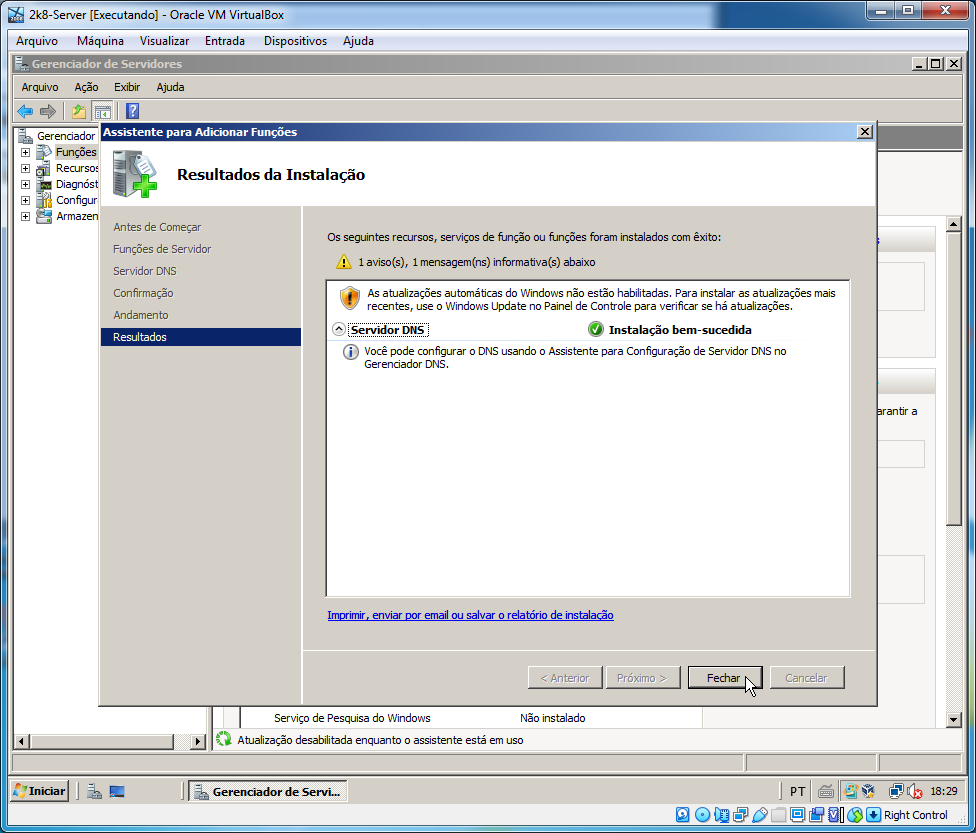 2k8-Server [Executando] - Oracle VM VirtualBox
Arquivo Máquina Visualizar Entrada Dispositivos Ajuda
Gerenciador de Servidores
Arquivo Ação Exibir Ajuda
Gerenciador
Funções
Recursos
Diagnóst
Configur
Armazen
Assistente para Adicionar Funções
Resultados da Instalação
Antes de Começar
Funções de Servidor
Servidor DNS
Confirmação
Andamento
Resultados
Os seguintes recursos, serviços de função ou funções foram instalados com êxito:
1 aviso(s), 1 mensagem(ns) informativa(s) abaixo
As atualizações automáticas do Windows não estão habilitadas. Para instalar as atualizações mais
recentes, use o Windows Update no Painel de Controle para verificar se há atualizações.
Servidor DNS Instalação bem-sucedida
Você pode configurar o DNS usando o Assistente para Configuração de Servidor DNS no
Gerenciador DNS.
arantir a
Imprimir, enviar por email ou salvar o relatório de instalação
< Anterior Próximo > Fechar Cancelar
Serviço de Pesquisa do Windows Não instalado
Atualização desabilitada enquanto o assistente está em uso
Iniciar Gerenciador de Servi... PT 18:29
Right Control